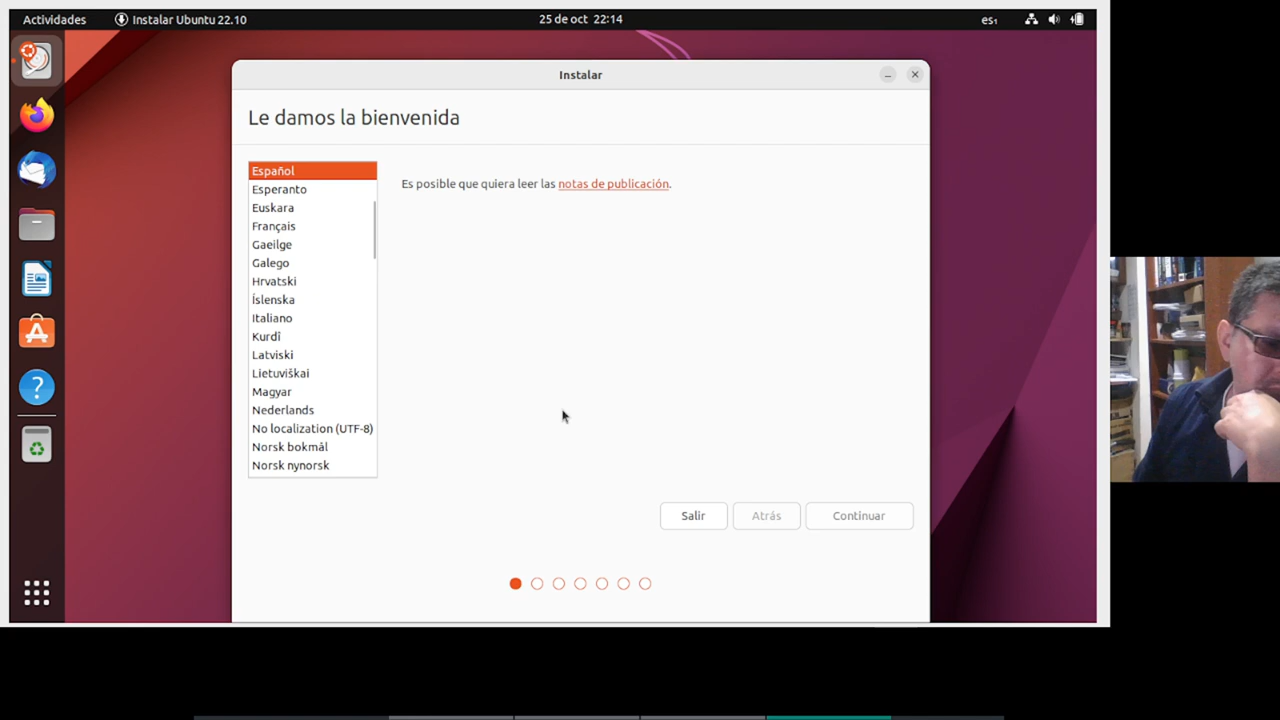 Actividades Instalar Ubuntu 22.10 25 de oct 22:14 es₁
Instalar
Le damos la bienvenida
Español
Esperanto
Euskara
Français
Gaeilge
Galego
Hrvatski
Íslenska
Italiano
Kurdî
Latviski
Lietuviškai
Magyar
Nederlands
No localization (UTF-8)
Norsk bokmål
Norsk nynorsk
Es posible que quiera leer las notas de publicación.
Salir Atrás Continuar